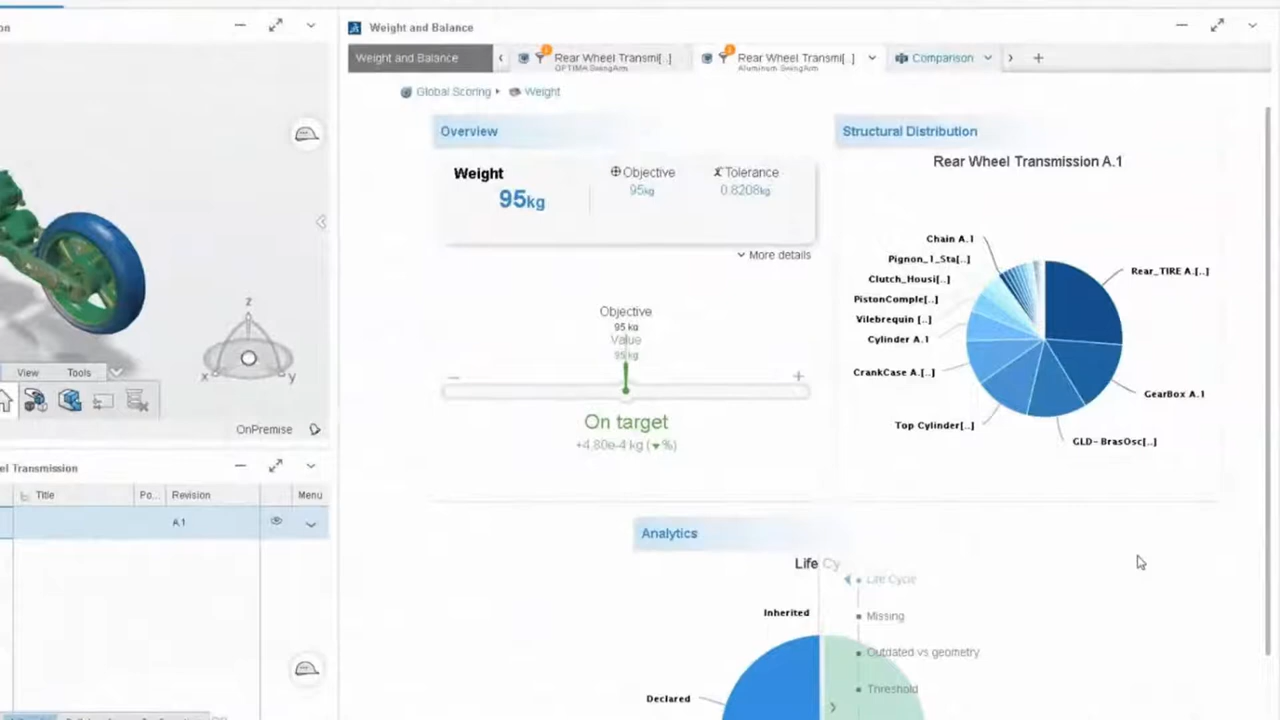 on
Weight and Balance
Weight and Balance
Rear Wheel Transmi[..]
OPTIMA SwingArm
Rear Wheel Transmi[..]
Aluminum SwingArm
Comparison
Global Scoring
Weight
Overview
Weight
95kg
Objective
95kg
Tolerance
0.8208kg
More details
Objective
95 kg
Value
95 kg
On target
+4.80e-4 kg (▾%)
Structural Distribution
Rear Wheel Transmission A.1
Chain A.1
Pignon_1_Sta[..]
Clutch_Housi[..]
PistonComple[..]
Vilebrequin [..]
Cylinder A.1
CrankCase A.[..]
Top Cylinder[..]
Rear_TIRE A.[..]
GearBox A.1
GLD-BrasOsc[..]
z
x
y
View
Tools
OnPremise
el Transmission
Title
Po...
Revision
Menu
A.1
Analytics
Life Cy
Inherited
Declared
Life Cycle
Missing
Outdated vs geometry
Threshold